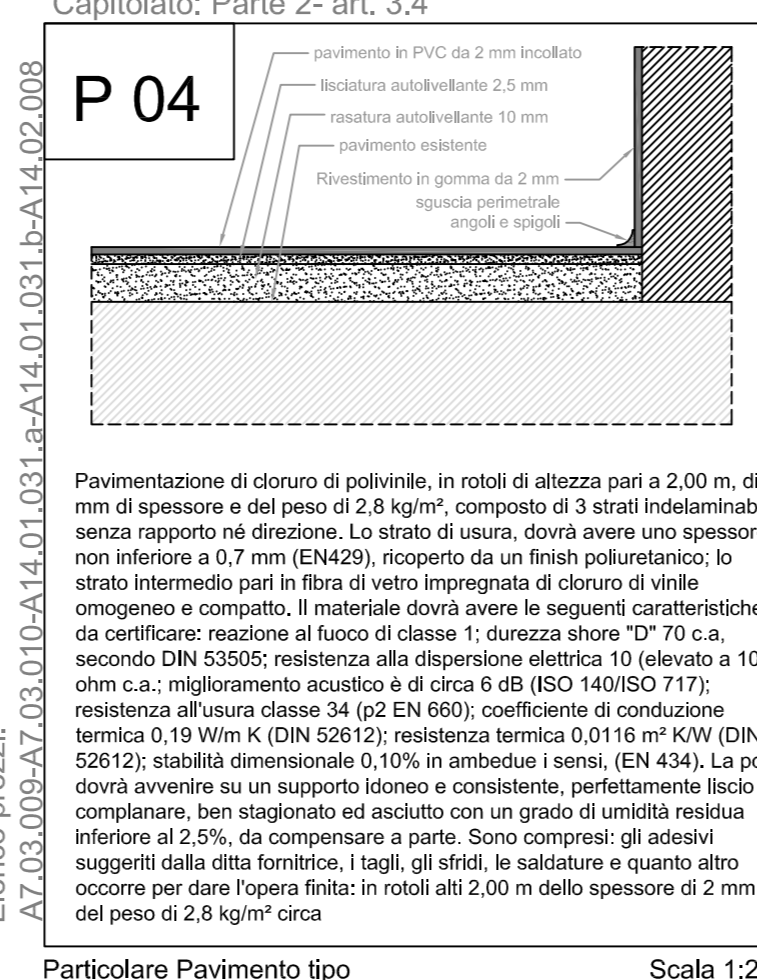 Capitolato: Parte 2- art. 3.4
P 04
pavimento in PVC da 2 mm incollato
lisciatura autolivellante 2,5 mm
rasatura autolivellante 10 mm
pavimento esistente
Rivestimento in gomma da 2 mm
sguscia perimetrale
angoli e spigoli
A7.03.009-A7.03.010-A14.01.031.a-A14.01.031.b-A14.02.008
Pavimentazione di cloruro di polivinile, in rotoli di altezza pari a 2,00 m, di
mm di spessore e del peso di 2,8 kg/m², composto di 3 strati indelaminab
senza rapporto né direzione. Lo strato di usura, dovrà avere uno spessor
non inferiore a 0,7 mm (EN429), ricoperto da un finish poliuretanico; lo
strato intermedio pari in fibra di vetro impregnata di cloruro di vinile
omogeneo e compatto. Il materiale dovrà avere le seguenti caratteristiche
da certificare: reazione al fuoco di classe 1; durezza shore "D" 70 c.a,
secondo DIN 53505; resistenza alla dispersione elettrica 10 (elevato a 10
ohm c.a.; miglioramento acustico è di circa 6 dB (ISO 140/ISO 717);
resistenza all'usura classe 34 (p2 EN 660); coefficiente di conduzione
termica 0,19 W/m K (DIN 52612); resistenza termica 0,0116 m² K/W (DIN
52612); stabilità dimensionale 0,10% in ambedue i sensi, (EN 434). La po
dovrà avvenire su un supporto idoneo e consistente, perfettamente liscio
complanare, ben stagionato ed asciutto con un grado di umidità residua
inferiore al 2,5%, da compensare a parte. Sono compresi: gli adesivi
suggeriti dalla ditta fornitrice, i tagli, gli sfridi, le saldature e quanto altro
occorre per dare l'opera finita: in rotoli alti 2,00 m dello spessore di 2 mm
del peso di 2,8 kg/m² circa
Particolare Pavimento tipo
Scala 1:2